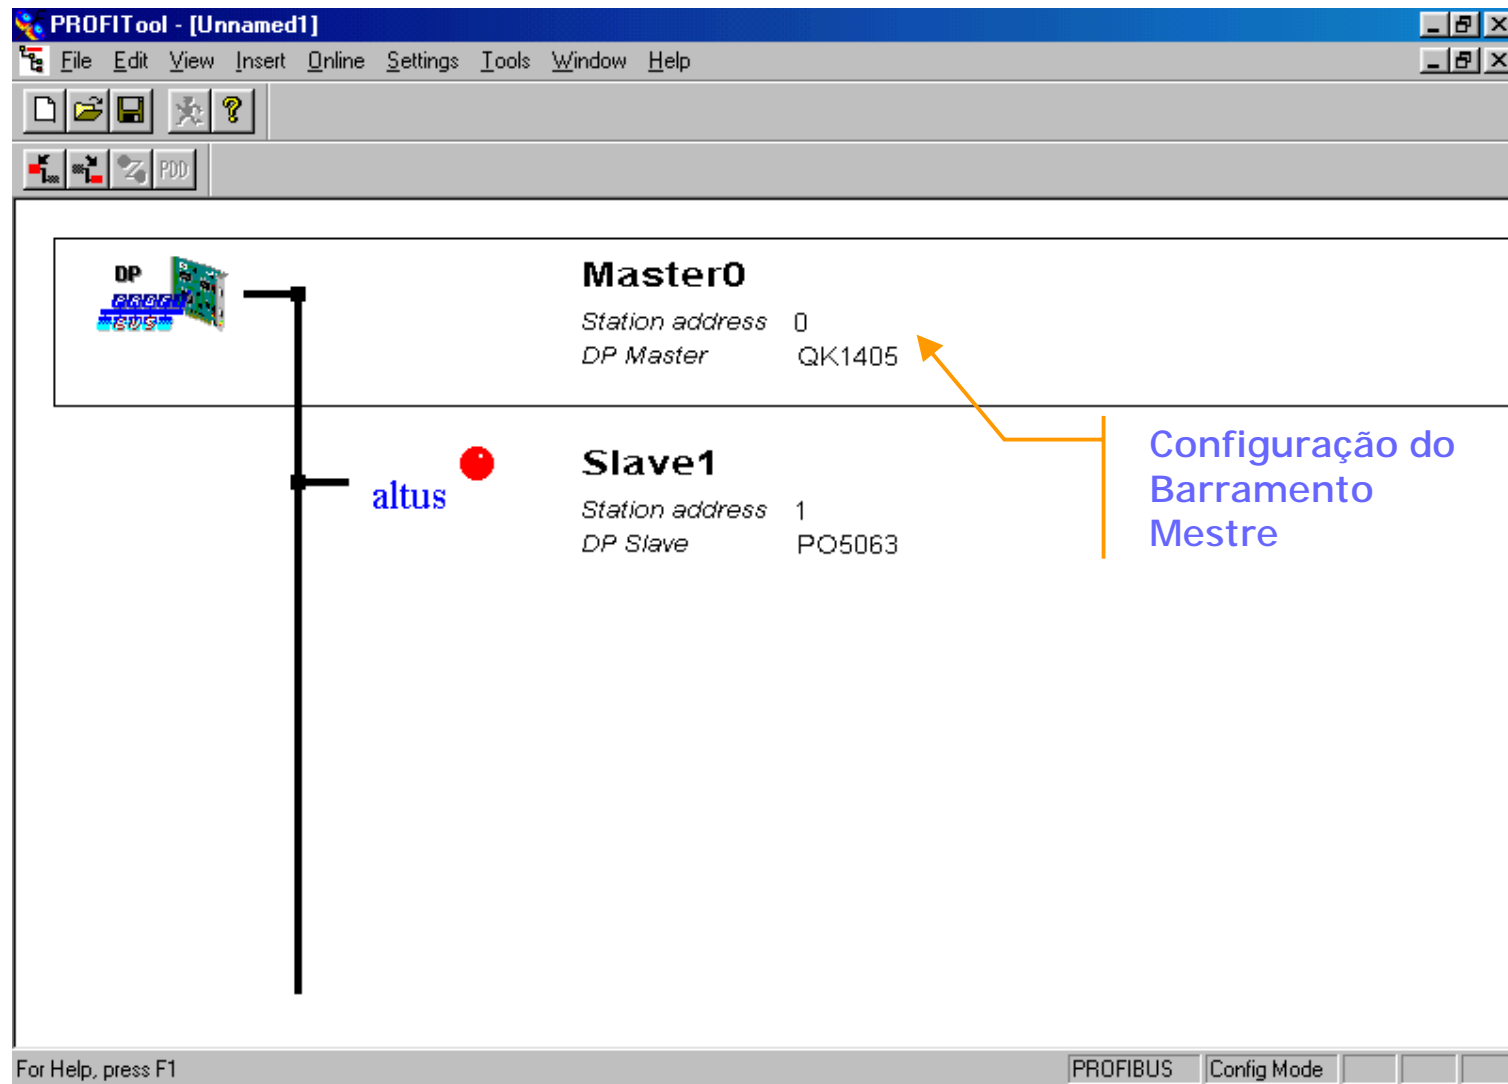 PROFITool - [Unnamed1]
File Edit View Insert Online Settings Tools Window Help
PDD
DP
Master0
Station address 0
DP Master QK1405
Configuração do
Barramento
Mestre
altus
Slave1
Station address 1
DP Slave PO5063
For Help, press F1
PROFIBUS Config Mode